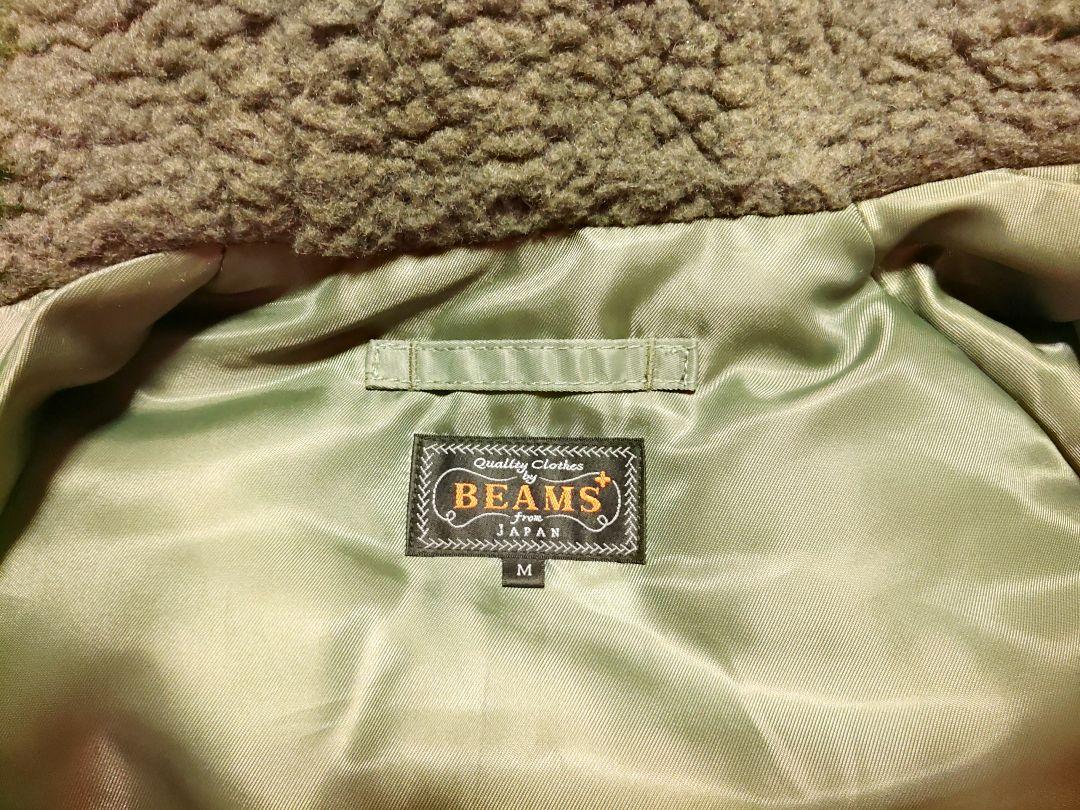 Quality Clothes
by
BEAMS+
from
JAPAN
M